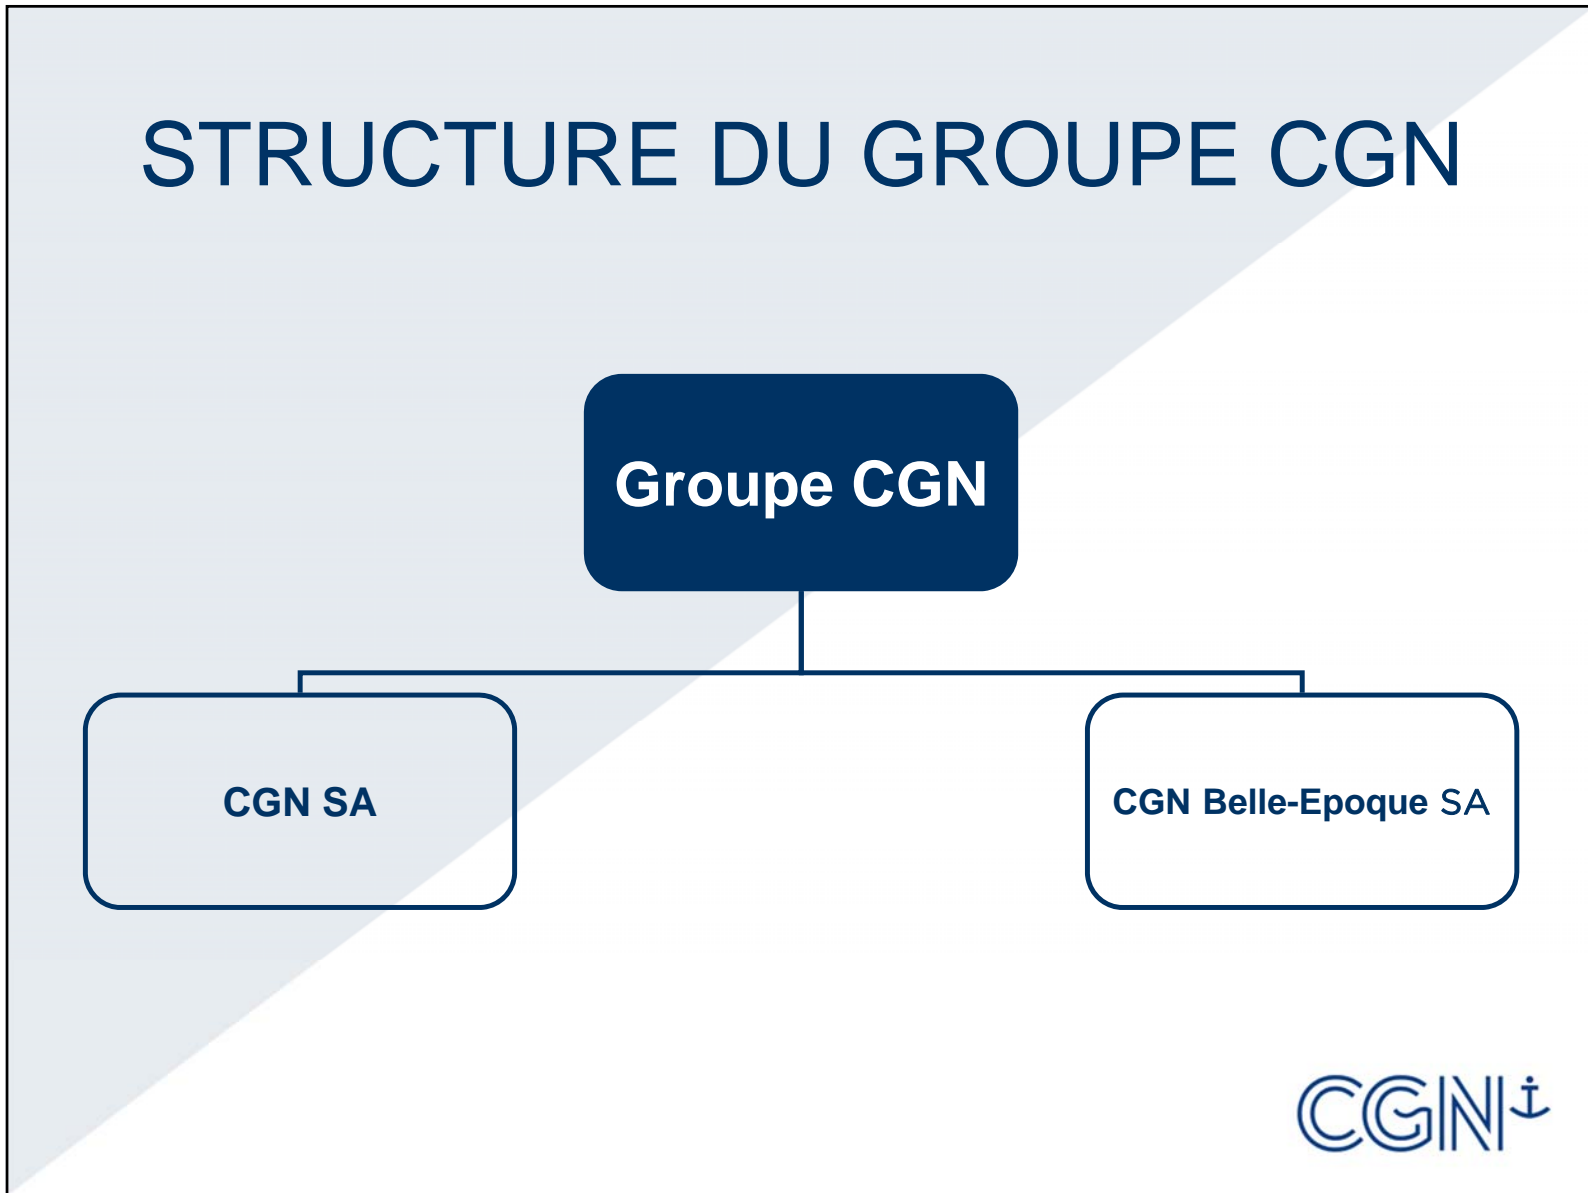 STRUCTURE DU GROUPE CGN
Groupe CGN
CGN SA
CGN Belle-Epoque SA
CGN